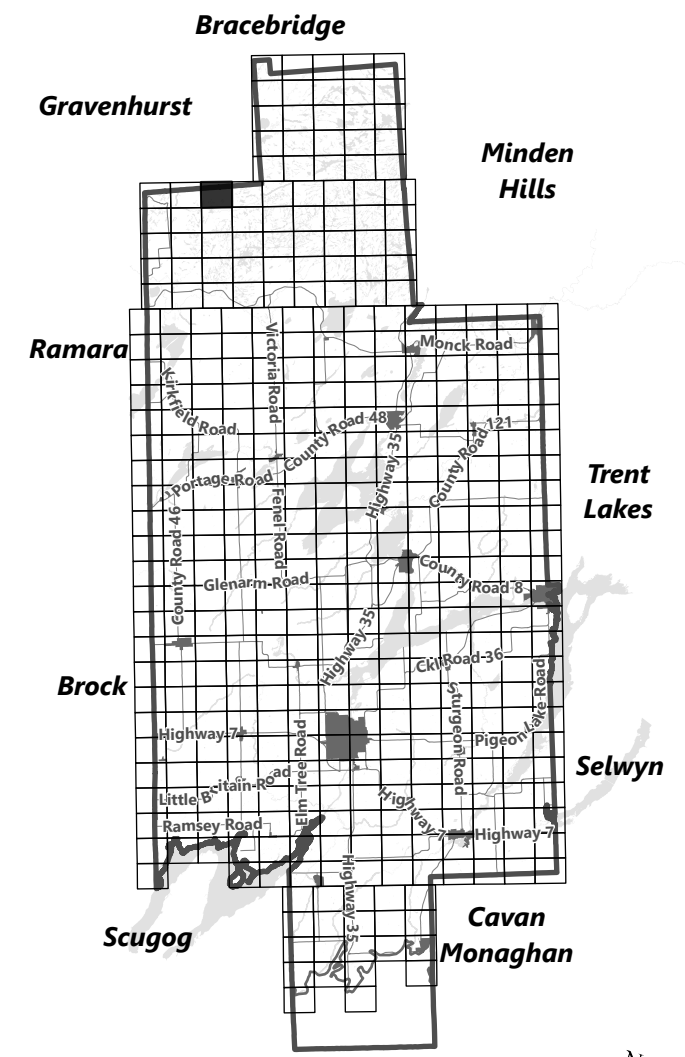 Bracebridge
Gravenhurst
Minden
Hills
Ramara
Monck Road
Victoria Road
Kirkfield Road
County Road 48
County Road 121
Highway 35
Portage Road
Trent
Lakes
Fenel Road
County Road 46
Glenarm Road
County Road 8
Highway 35
Ckl Road 36
Brock
Sturgeon Road
Pigeon Lake Road
Highway 7
Elm Tree Road
Selwyn
Little Britain Road
Highway 7
Highway 7
Ramsey Road
Highway 35
Scugog
Cavan
Monaghan